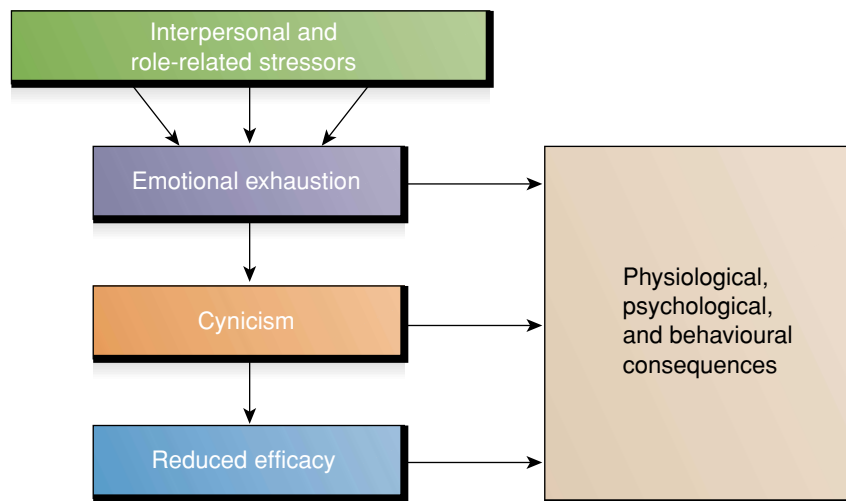 Interpersonal and
role-related stressors
Emotional exhaustion
Cynicism
Reduced efficacy
Physiological,
psychological,
and behavioural
consequences